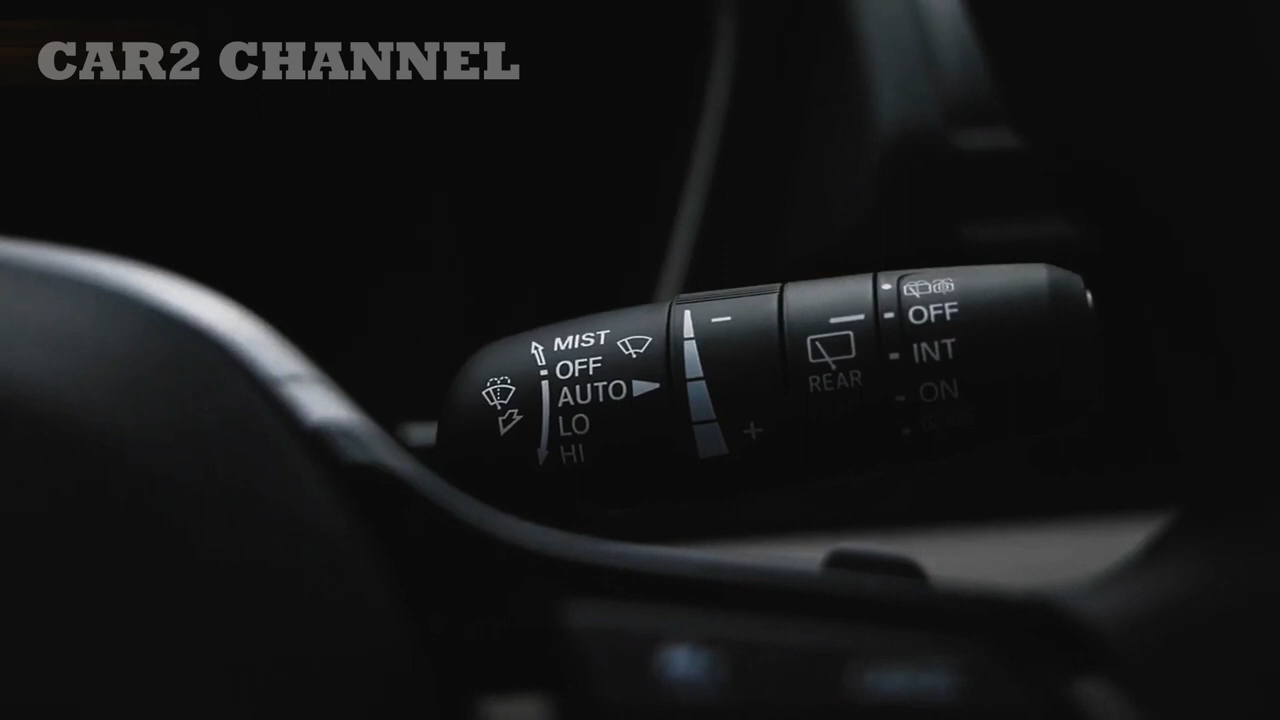 CAR2 CHANNEL
MIST
OFF
AUTO
LO
HI
REAR
OFF
INT
ON